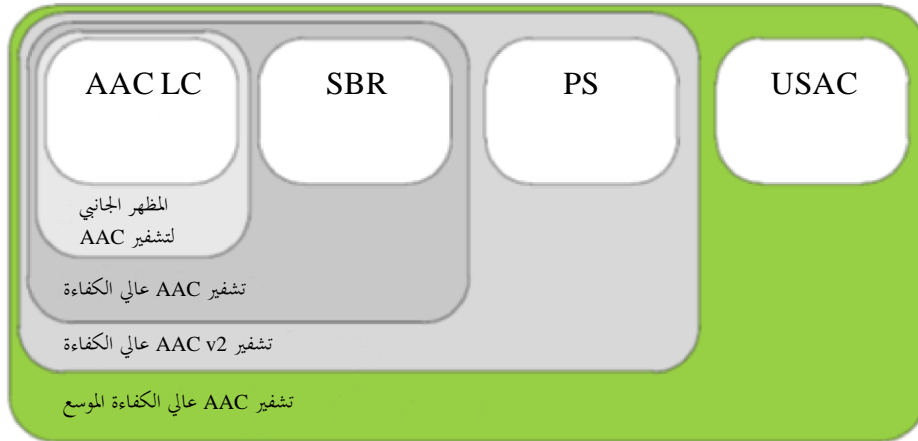 AAC LC
SBR
PS
USAC
المظهر الجانبي
لتشفير AAC
تشفير AAC عالي الكفاءة
تشفير AAC v2 عالي الكفاءة
تشفير AAC عالي الكفاءة الموسع